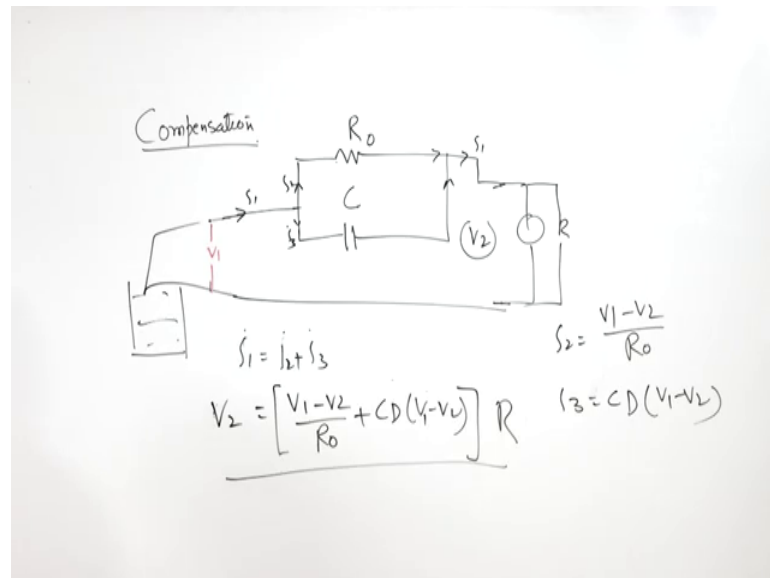 Compensation
R₀
i₁
i₂
C
i₁
i₃
V₂
R
V₁
i₁ = i₂ + i₃
i₂ = (V₁ - V₂) / R₀
V₂ = [(V₁ - V₂) / R₀ + CD(V₁ - V₂)] R
i₃ = CD(V₁ - V₂)